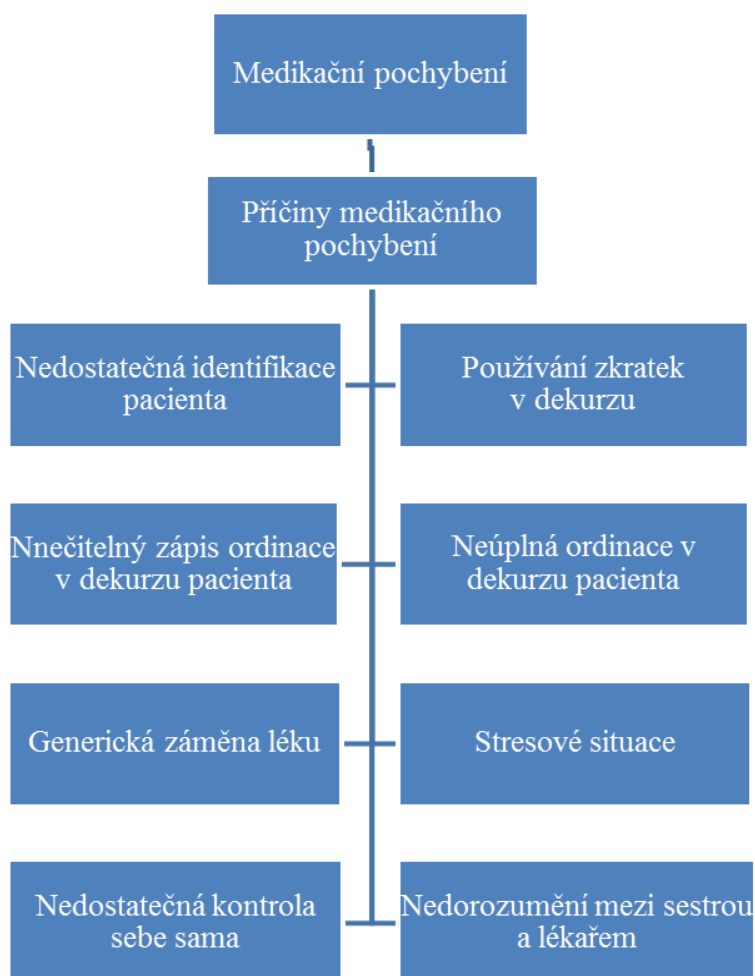 Medikační pochybení
Příčiny medikačního
pochybení
Nedostatečná identifikace
pacienta
Používání zkratek
v dekurzu
Nnečitelný zápis ordinace
v dekurzu pacienta
Neúplná ordinace v
dekurzu pacienta
Generická záměna léku
Stresové situace
Nedostatečná kontrola
sebe sama
Nedorozumění mezi sestrou
a lékařem